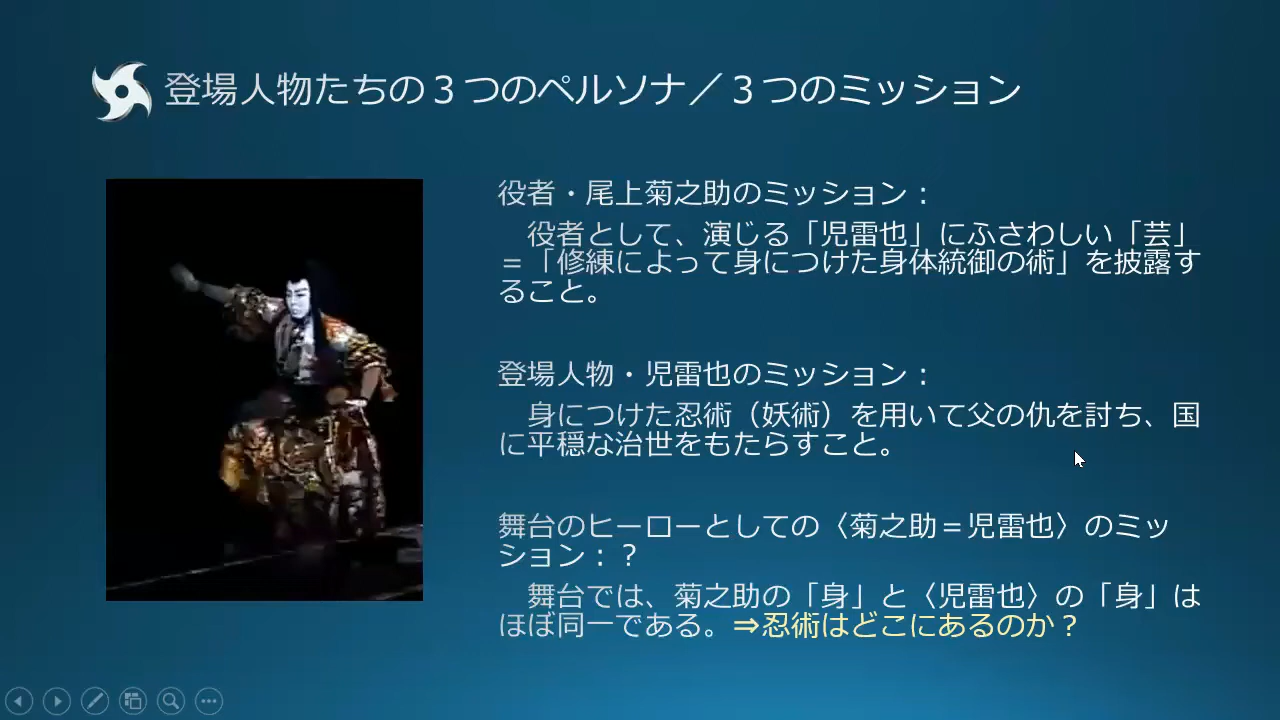 登場人物たちの３つのペルソナ／３つのミッション
役者・尾上菊之助のミッション：
役者として、演じる「児雷也」にふさわしい「芸」
＝「修練によって身につけた身体統御の術」を披露す
ること。
登場人物・児雷也のミッション：
身につけた忍術（妖術）を用いて父の仇を討ち、国
に平穏な治世をもたらすこと。
舞台のヒーローとしての〈菊之助＝児雷也〉のミッ
ション：？
舞台では、菊之助の「身」と〈児雷也〉の「身」は
ほぼ同一である。⇒忍術はどこにあるのか？